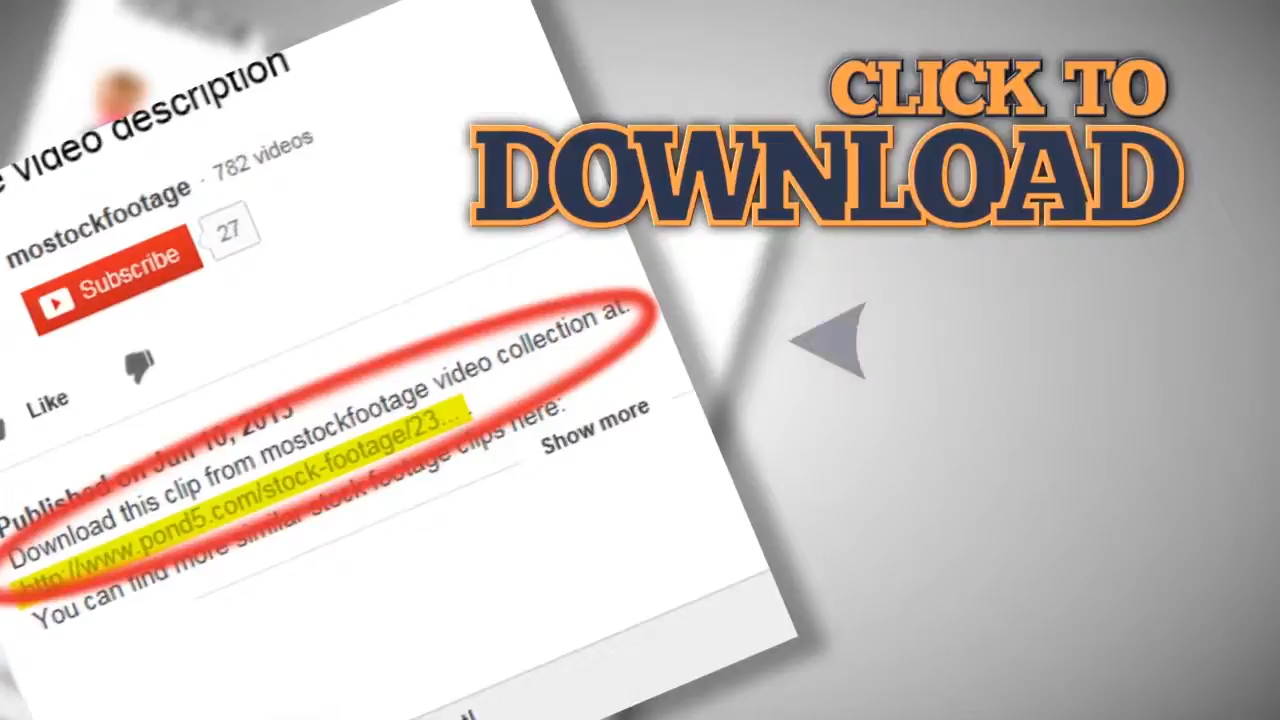 CLICK TO
DOWNLOAD
video description
mostockfootage · 782 videos
Subscribe
27
Like
Published on Jun 10, 2013
Download this clip from mostockfootage video collection at:
http://www.pond5.com/stock-footage/23... .
You can find more similar stock footage clips here:
Show more